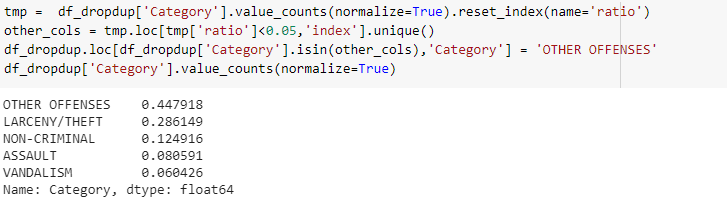 tmp =  df_dropdup['Category'].value_counts(normalize=True).reset_index(name='ratio')
other_cols = tmp.loc[tmp['ratio']<0.05,'index'].unique()
df_dropdup.loc[df_dropdup['Category'].isin(other_cols),'Category'] = 'OTHER OFFENSES'
df_dropdup['Category'].value_counts(normalize=True)
OTHER OFFENSES    0.447918
LARCENY/THEFT     0.286149
NON-CRIMINAL      0.124916
ASSAULT           0.080591
VANDALISM         0.060426
Name: Category, dtype: float64